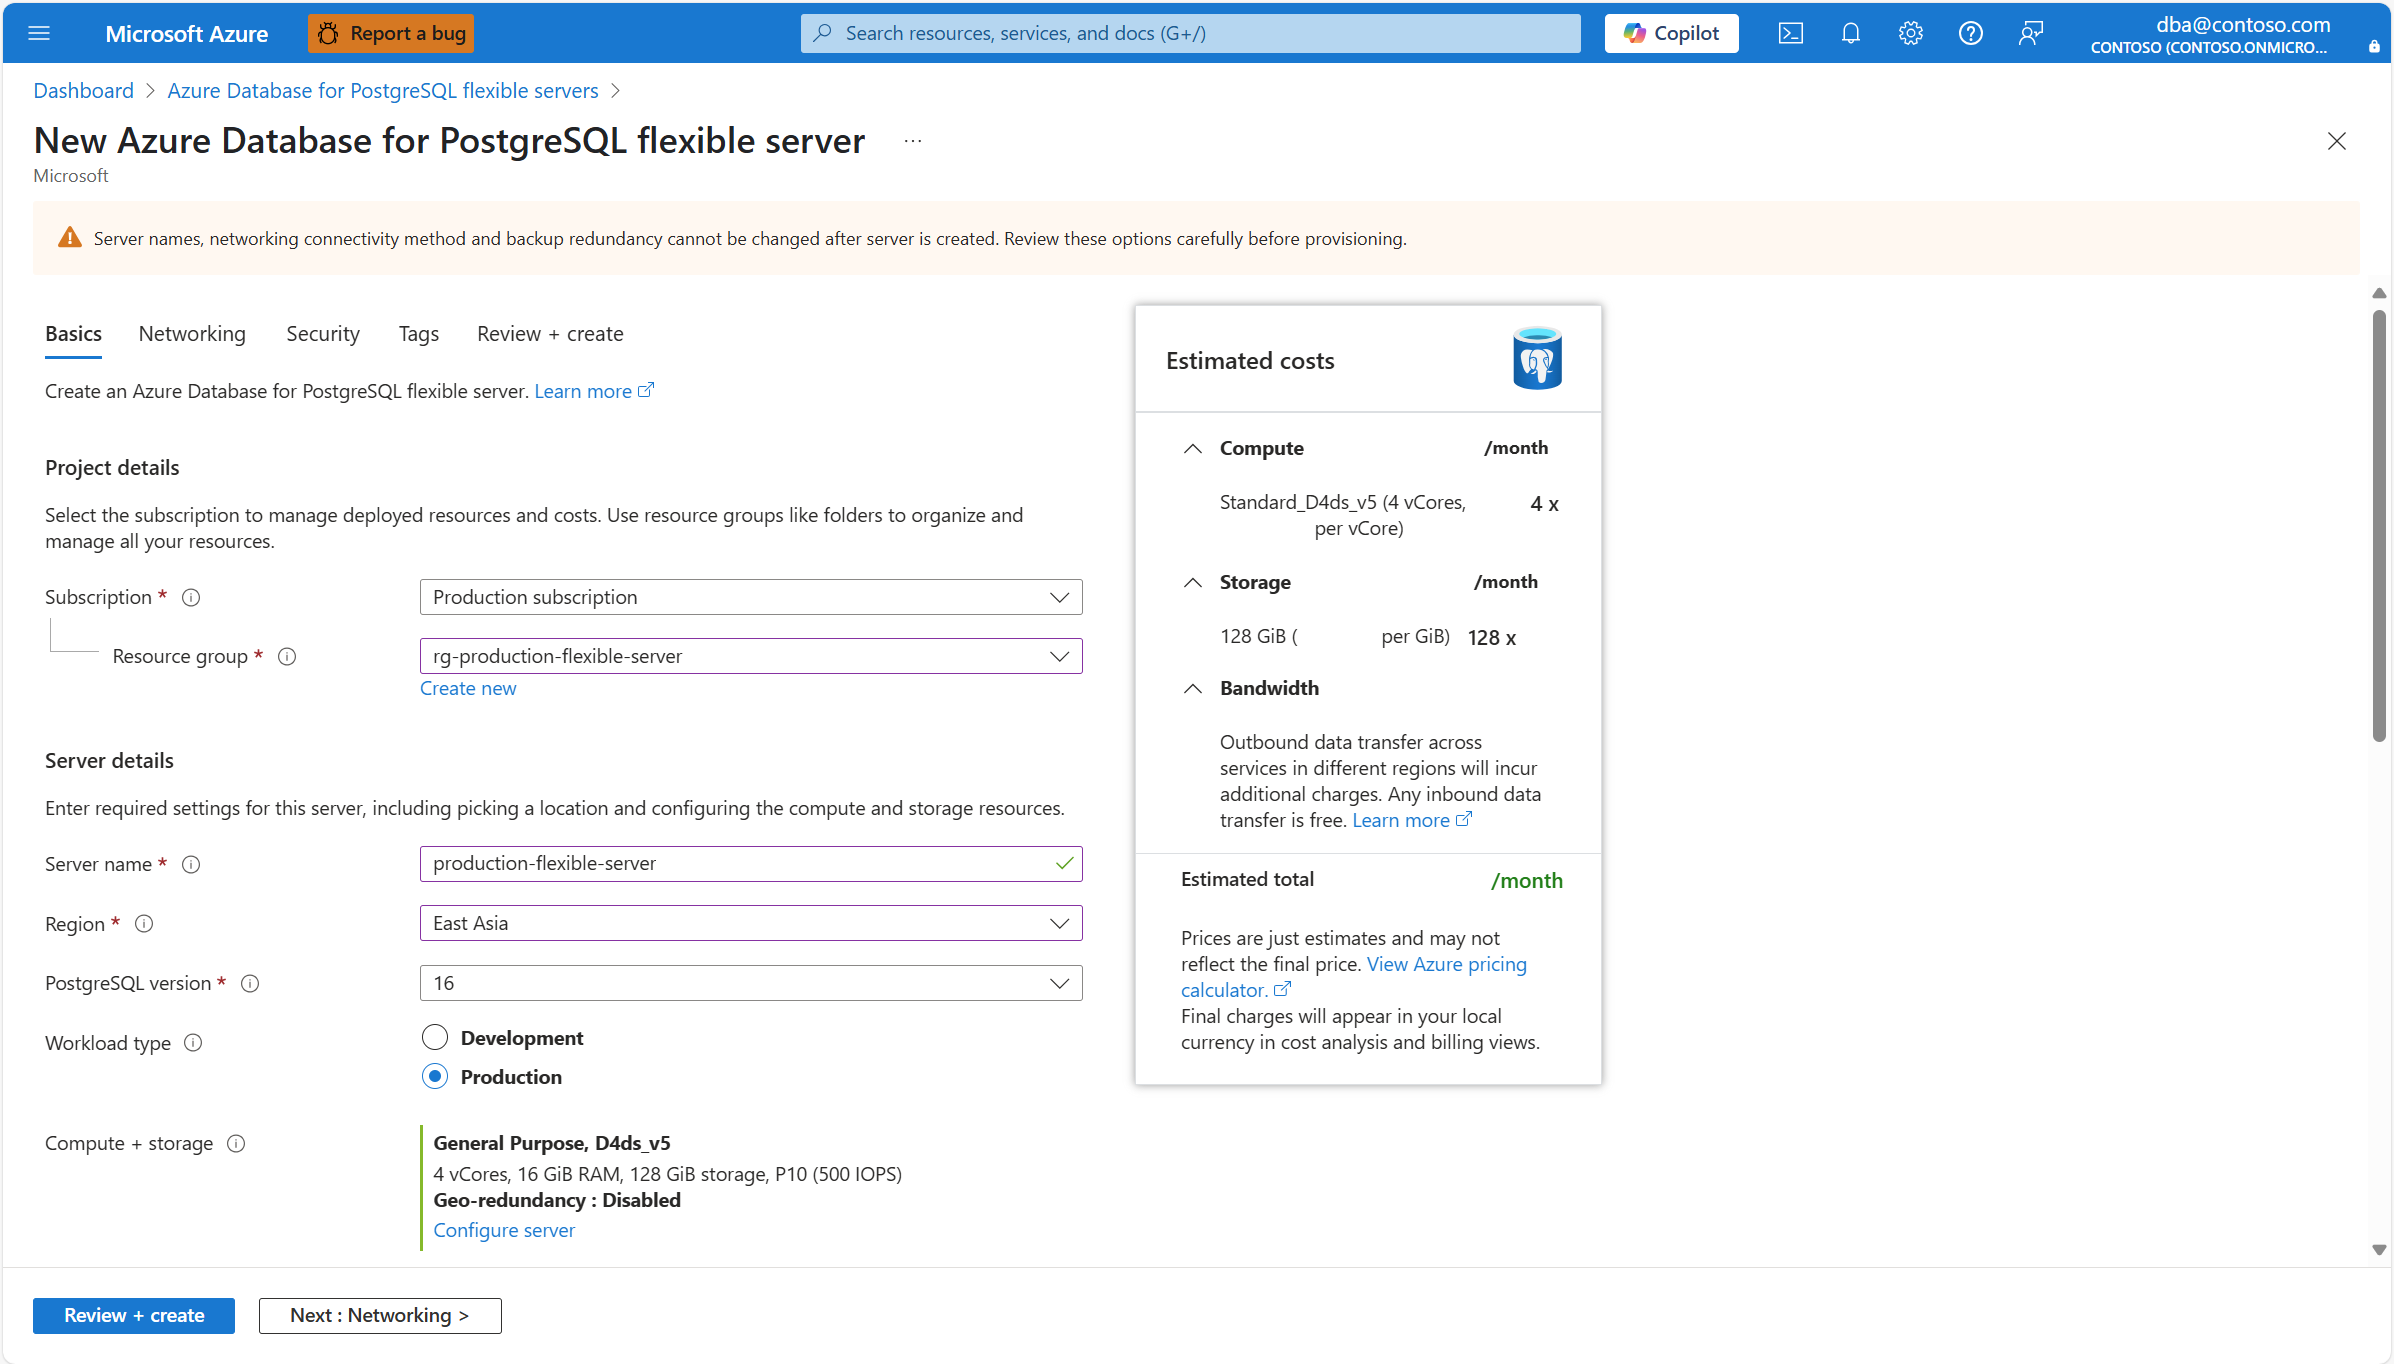 Microsoft Azure
Report a bug
Search resources, services, and docs (G+/)
Copilot
dba@contoso.com
CONTOSO (CONTOSO.ONMICRO...
Dashboard > Azure Database for PostgreSQL flexible servers >
New Azure Database for PostgreSQL flexible server ...
Microsoft
Server names, networking connectivity method and backup redundancy cannot be changed after server is created. Review these options carefully before provisioning.
Basics
Networking
Security
Tags
Review + create
Create an Azure Database for PostgreSQL flexible server. Learn more
Project details
Select the subscription to manage deployed resources and costs. Use resource groups like folders to organize and
manage all your resources.
Subscription *
Production subscription
Resource group *
rg-production-flexible-server
Create new
Server details
Enter required settings for this server, including picking a location and configuring the compute and storage resources.
Server name *
production-flexible-server
Region *
East Asia
PostgreSQL version *
16
Workload type
Development
Production
Compute + storage
General Purpose, D4ds_v5
4 vCores, 16 GiB RAM, 128 GiB storage, P10 (500 IOPS)
Geo-redundancy : Disabled
Configure server
Estimated costs
Compute /month
Standard_D4ds_v5 (4 vCores, 4 x
per vCore)
Storage /month
128 GiB ( per GiB) 128 x
Bandwidth
Outbound data transfer across
services in different regions will incur
additional charges. Any inbound data
transfer is free. Learn more
Estimated total /month
Prices are just estimates and may not
reflect the final price. View Azure pricing
calculator.
Final charges will appear in your local
currency in cost analysis and billing views.
Review + create
Next : Networking >